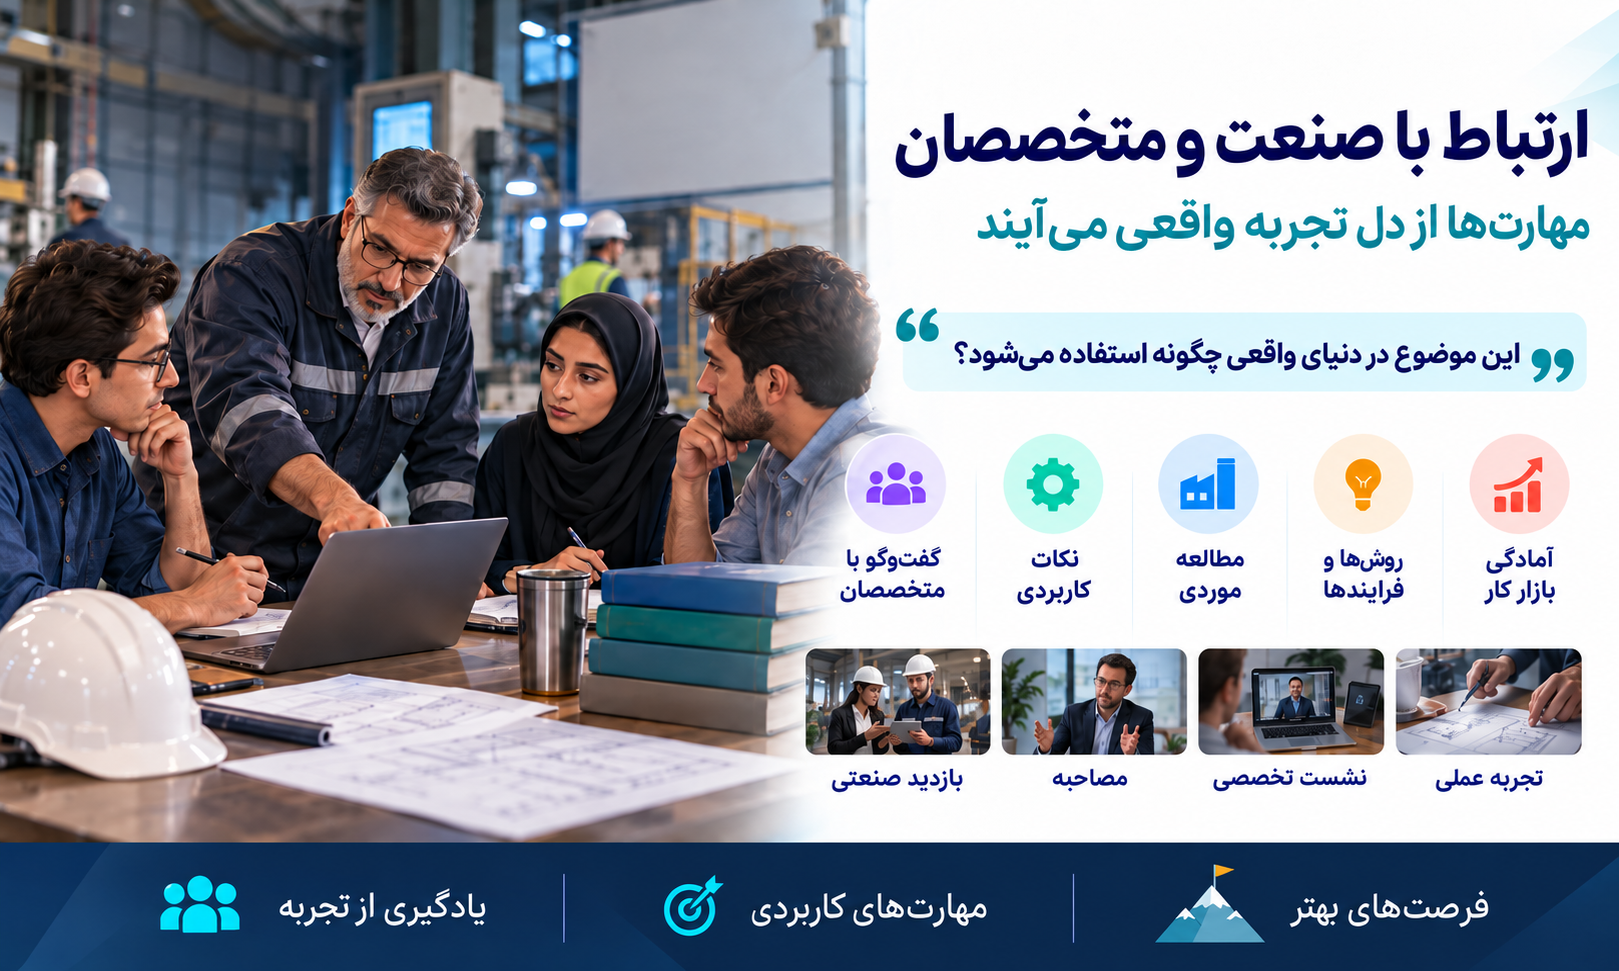 ارتباط با صنعت و متخصصان
مهارت‌ها از دل تجربه واقعی می‌آیند
“ این موضوع در دنیای واقعی چگونه استفاده می‌شود؟ ”
آمادگی
بازار کار
روش‌ها و
فرایندها
مطالعه
موردی
نکات
کاربردی
گفت‌وگو با
متخصصان
تجربه عملی
نشست تخصصی
مصاحبه
بازدید صنعتی
فرصت‌های بهتر
مهارت‌های کاربردی
یادگیری از تجربه